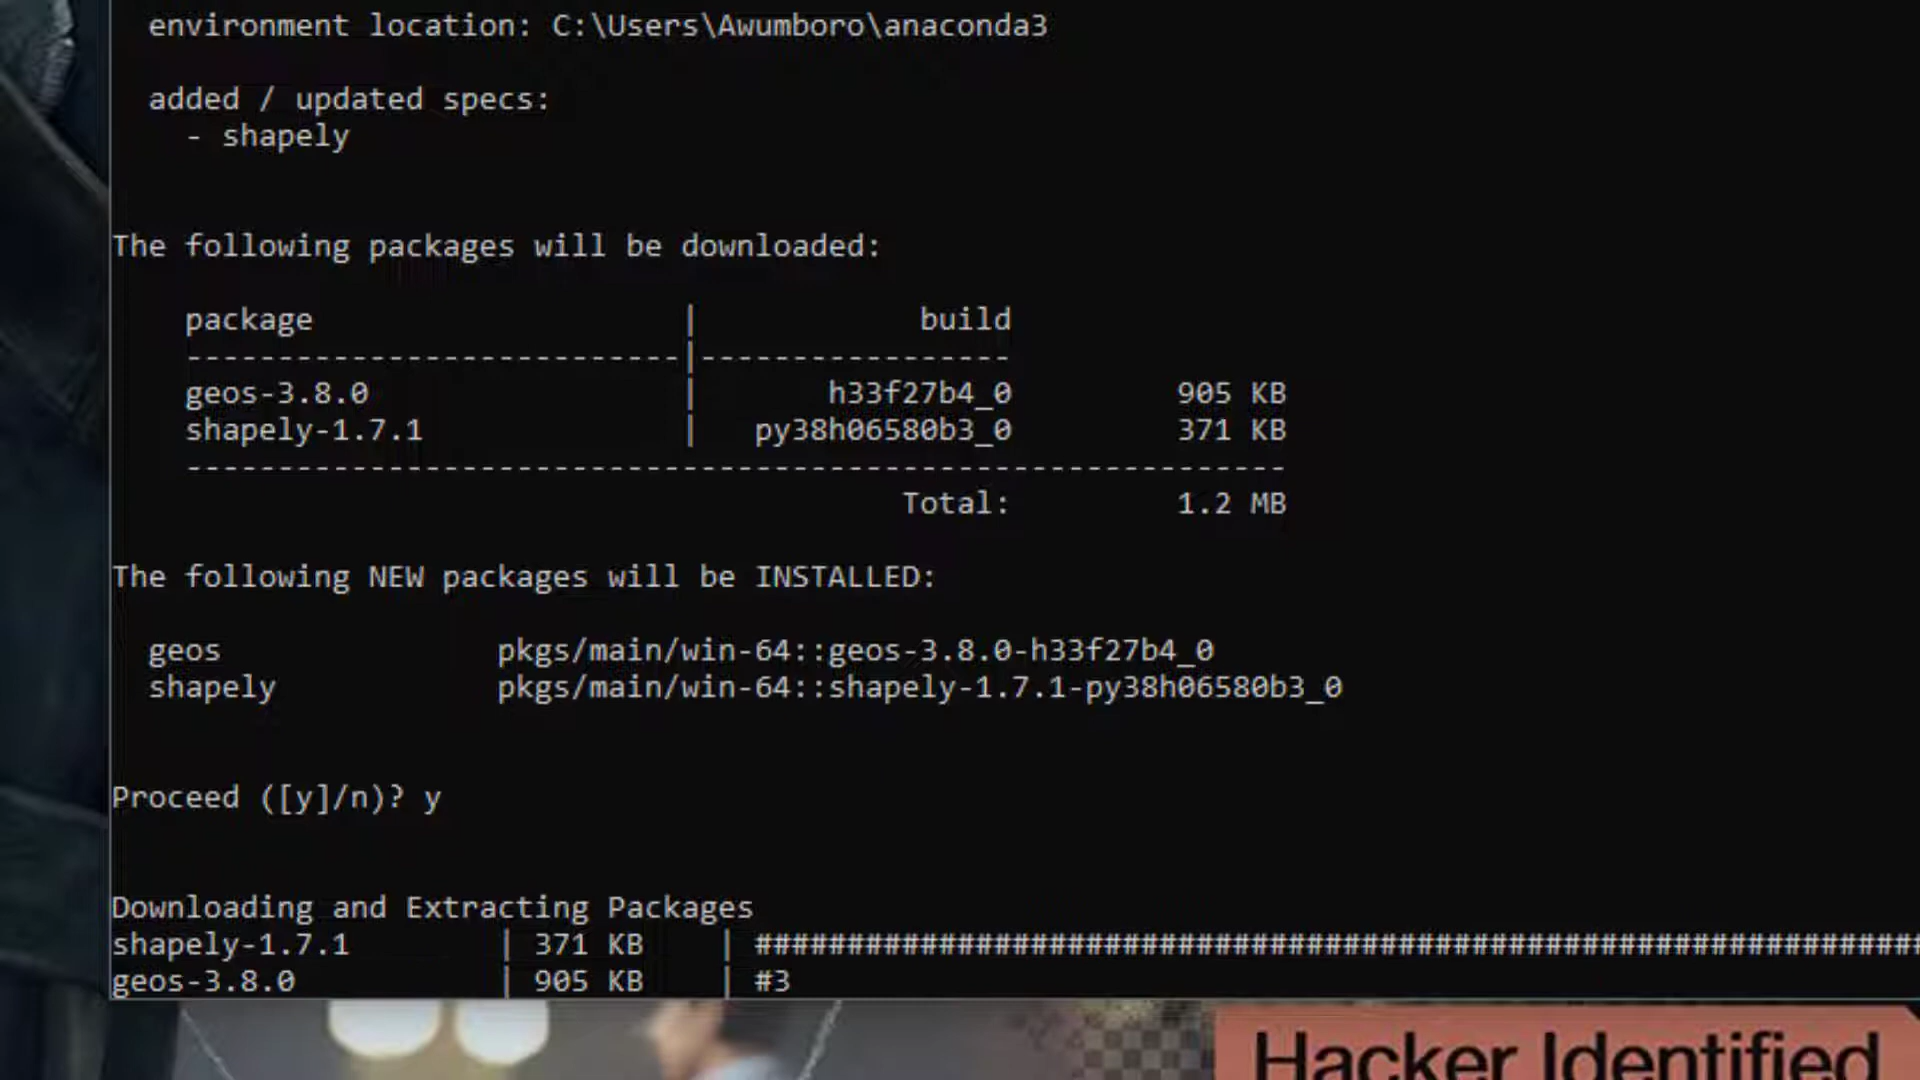 environment location: C:\Users\Awumboro\anaconda3
added / updated specs:
- shapely
The following packages will be downloaded:
package | build
---------------------------|-----------------
geos-3.8.0 | h33f27b4_0 905 KB
shapely-1.7.1 | py38h06580b3_0 371 KB
------------------------------------------------------------
Total: 1.2 MB
The following NEW packages will be INSTALLED:
geos pkgs/main/win-64::geos-3.8.0-h33f27b4_0
shapely pkgs/main/win-64::shapely-1.7.1-py38h06580b3_0
Proceed ([y]/n)? y
Downloading and Extracting Packages
shapely-1.7.1 | 371 KB | ################################################################
geos-3.8.0 | 905 KB | #3
Hacker Identified